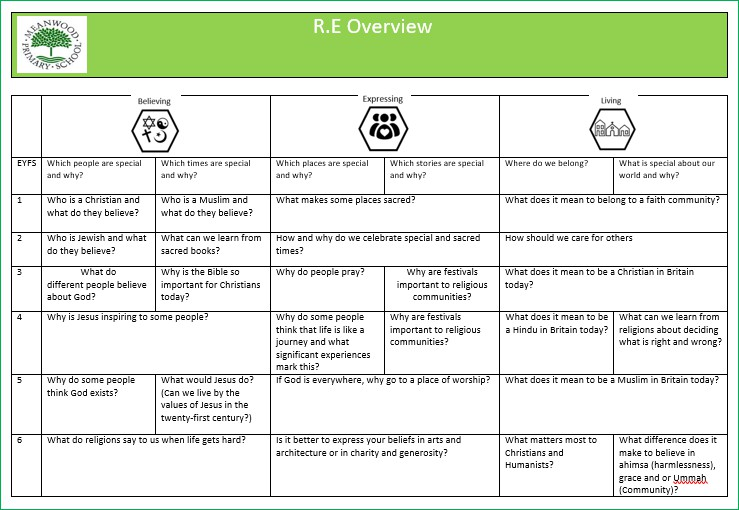 R.E Overview
MEANWOOD
PRIMARY SCHOOL
Believing
Expressing
Living
EYFS
Which people are special
and why?
Which times are special
and why?
Which places are special
and why?
Which stories are special
and why?
Where do we belong?
What is special about our
world and why?
1
Who is a Christian and
what do they believe?
Who is a Muslim and
what do they believe?
What makes some places sacred?
What does it mean to belong to a faith community?
2
Who is Jewish and what
do they believe?
What can we learn from
sacred books?
How and why do we celebrate special and sacred
times?
How should we care for others
3
What do
different people believe
about God?
Why is the Bible so
important for Christians
today?
Why do people pray?
Why are festivals
important to religious
communities?
What does it mean to be a Christian in Britain
today?
4
Why is Jesus inspiring to some people?
Why do some people
think that life is like a
journey and what
significant experiences
mark this?
Why are festivals
important to religious
communities?
What does it mean to be
a Hindu in Britain today?
What can we learn from
religions about deciding
what is right and wrong?
5
Why do some people
think God exists?
What would Jesus do?
(Can we live by the
values of Jesus in the
twenty-first century?)
If God is everywhere, why go to a place of worship?
What does it mean to be a Muslim in Britain today?
6
What do religions say to us when life gets hard?
Is it better to express your beliefs in arts and
architecture or in charity and generosity?
What matters most to
Christians and
Humanists?
What difference does it
make to believe in
ahimsa (harmlessness),
grace and or Ummah
(Community)?